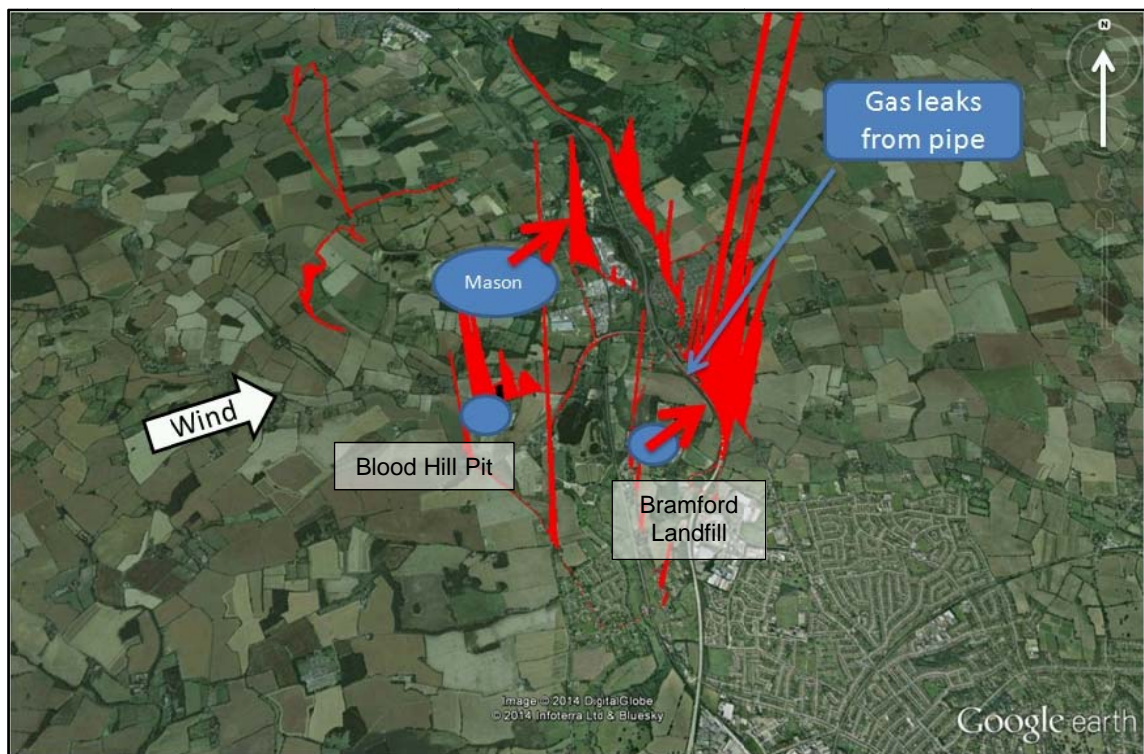 N
Gas leaks
from pipe
Mason
Wind
Blood Hill Pit
Bramford
Landfill
Image © 2014 DigitalGlobe
© 2014 Infoterra Ltd & Bluesky
Google earth